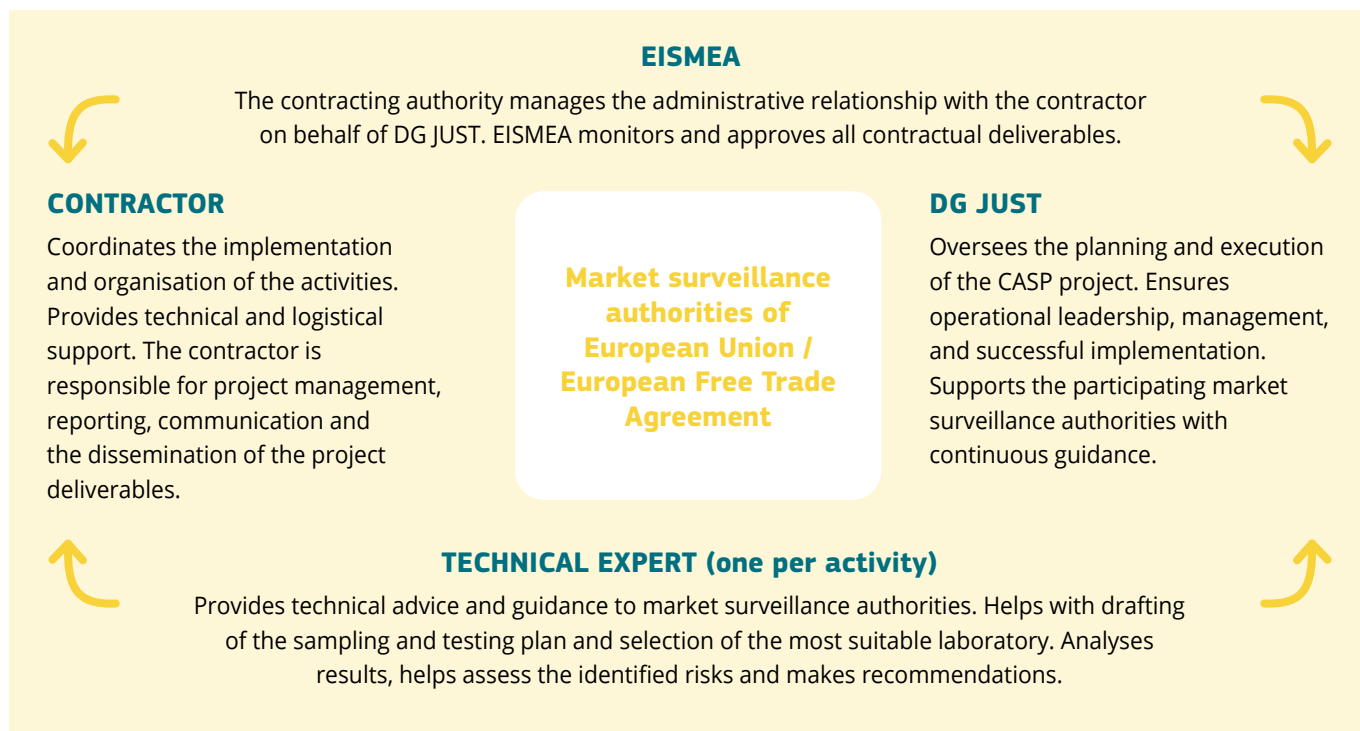 EISMEA
The contracting authority manages the administrative relationship with the contractor
on behalf of DG JUST. EISMEA monitors and approves all contractual deliverables.
CONTRACTOR
Coordinates the implementation
and organisation of the activities.
Provides technical and logistical
support. The contractor is
responsible for project management,
reporting, communication and
the dissemination of the project
deliverables.
Market surveillance
authorities of
European Union /
European Free Trade
Agreement
DG JUST
Oversees the planning and execution
of the CASP project. Ensures
operational leadership, management,
and successful implementation.
Supports the participating market
surveillance authorities with
continuous guidance.
TECHNICAL EXPERT (one per activity)
Provides technical advice and guidance to market surveillance authorities. Helps with drafting
of the sampling and testing plan and selection of the most suitable laboratory. Analyses
results, helps assess the identified risks and makes recommendations.